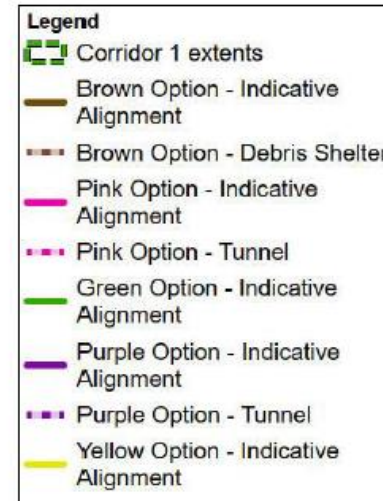 Legend
Corridor 1 extents
Brown Option - Indicative
Alignment
Brown Option - Debris Shelter
Pink Option - Indicative
Alignment
Pink Option - Tunnel
Green Option - Indicative
Alignment
Purple Option - Indicative
Alignment
Purple Option - Tunnel
Yellow Option - Indicative
Alignment